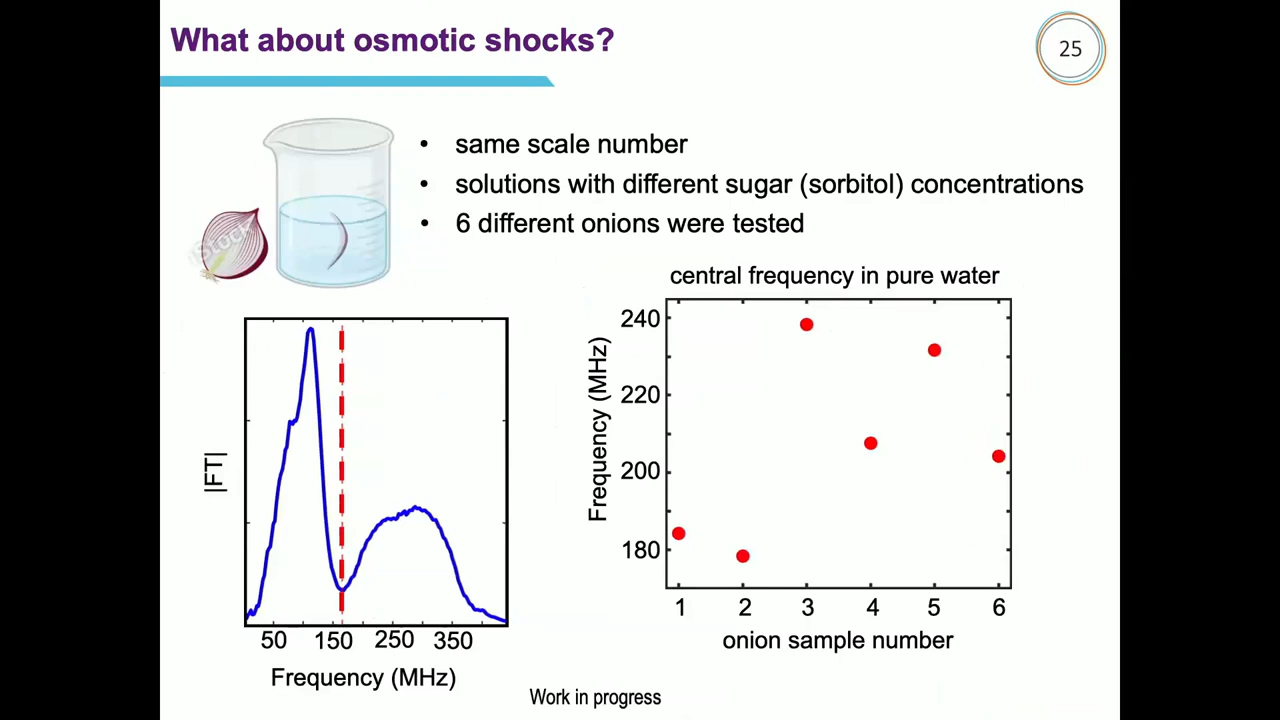 What about osmotic shocks?
25
• same scale number
• solutions with different sugar (sorbitol) concentrations
• 6 different onions were tested
iStock
|FT|
50 150 250 350
Frequency (MHz)
central frequency in pure water
Frequency (MHz)
240
220
200
180
1 2 3 4 5 6
onion sample number
Work in progress